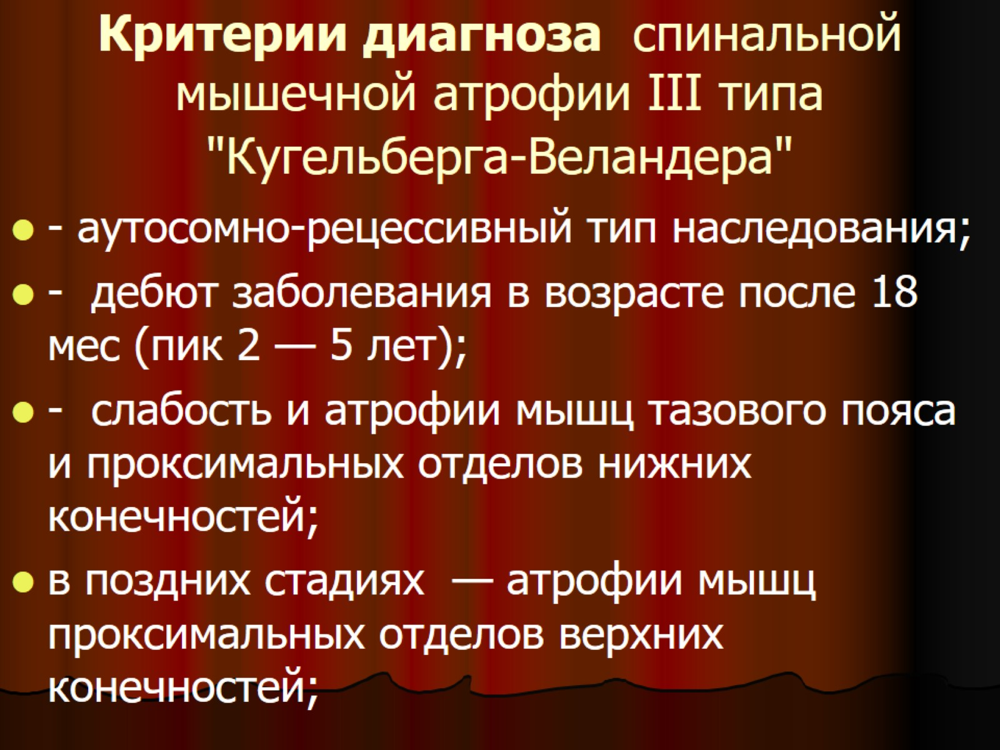 Критерии диагноза спинальной
мышечной атрофии III типа
"Кугельберга-Веландера"
- аутосомно-рецессивный тип наследования;
- дебют заболевания в возрасте после 18
мес (пик 2 — 5 лет);
- слабость и атрофии мышц тазового пояса
и проксимальных отделов нижних
конечностей;
в поздних стадиях — атрофии мышц
проксимальных отделов верхних
конечностей;